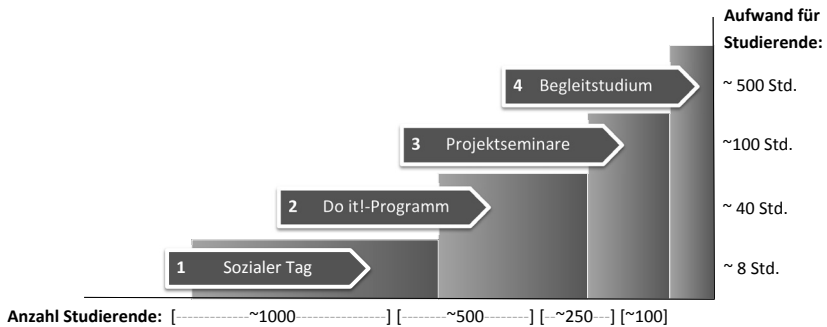 Aufwand für
Studierende:
4 Begleitstudium
~ 500 Std.
3 Projektseminare
~100 Std.
2 Do it!-Programm
~ 40 Std.
1 Sozialer Tag
~ 8 Std.
Anzahl Studierende: [---------------~1000-------------------] [---------~500----------] [---~250---] [~100]